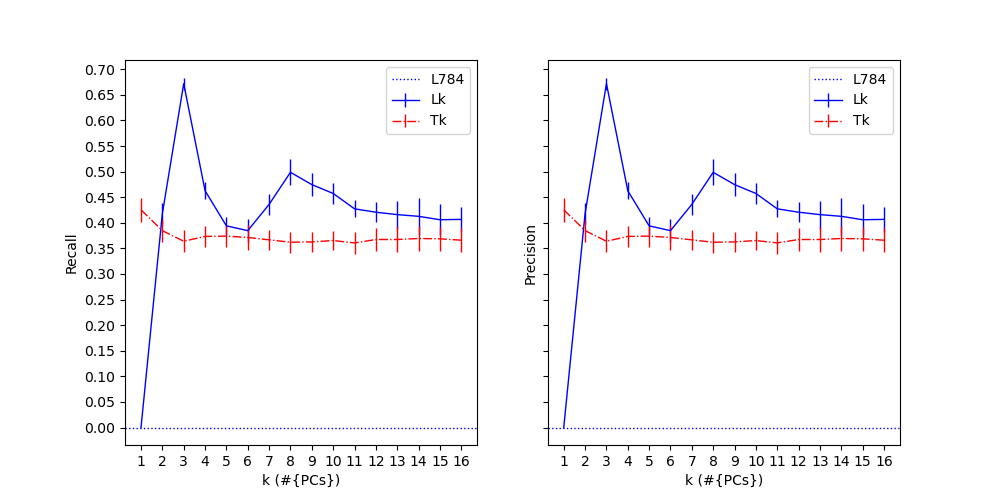 0.70
0.65
0.60
0.55
0.50
0.45
0.40
0.35
0.30
0.25
0.20
0.15
0.10
0.05
0.00
Recall
L784
Lk
Tk
1 2 3 4 5 6 7 8 9 10 11 12 13 14 15 16
k (#{PCs})
Precision
L784
Lk
Tk
1 2 3 4 5 6 7 8 9 10 11 12 13 14 15 16
k (#{PCs})